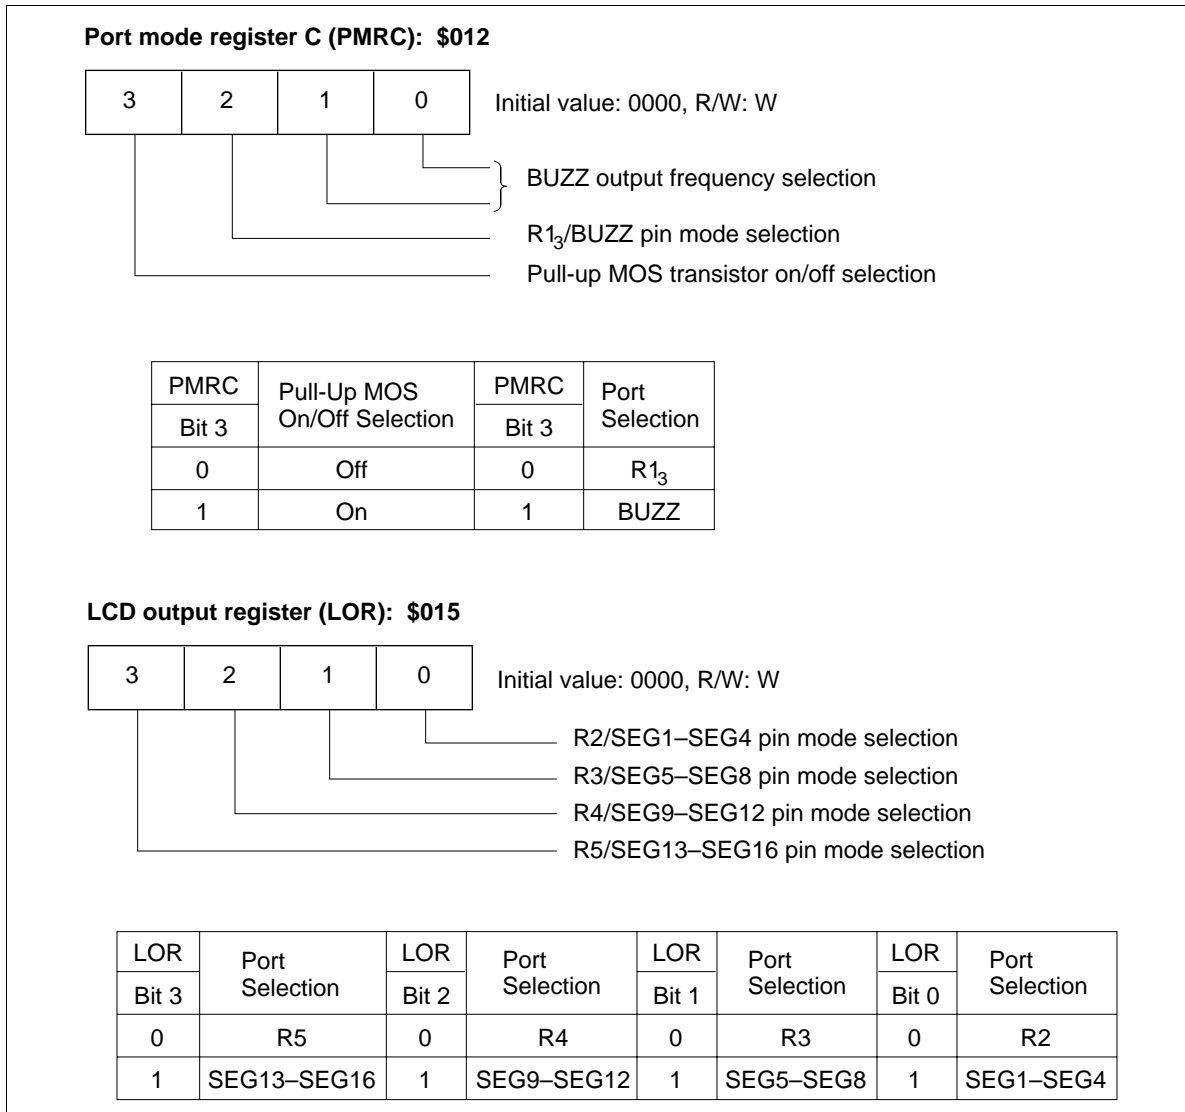 Port mode register C (PMRC): $012
3 2 1 0 Initial value: 0000, R/W: W
BUZZ output frequency selection
R1₃/BUZZ pin mode selection
Pull-up MOS transistor on/off selection
PMRC Pull-Up MOS On/Off Selection PMRC Port Selection
Bit 3 Bit 3
0 Off 0 R1₃
1 On 1 BUZZ
LCD output register (LOR): $015
3 2 1 0 Initial value: 0000, R/W: W
R2/SEG1–SEG4 pin mode selection
R3/SEG5–SEG8 pin mode selection
R4/SEG9–SEG12 pin mode selection
R5/SEG13–SEG16 pin mode selection
LOR Port Selection LOR Port Selection LOR Port Selection LOR Port Selection
Bit 3 Bit 2 Bit 1 Bit 0
0 R5 0 R4 0 R3 0 R2
1 SEG13–SEG16 1 SEG9–SEG12 1 SEG5–SEG8 1 SEG1–SEG4